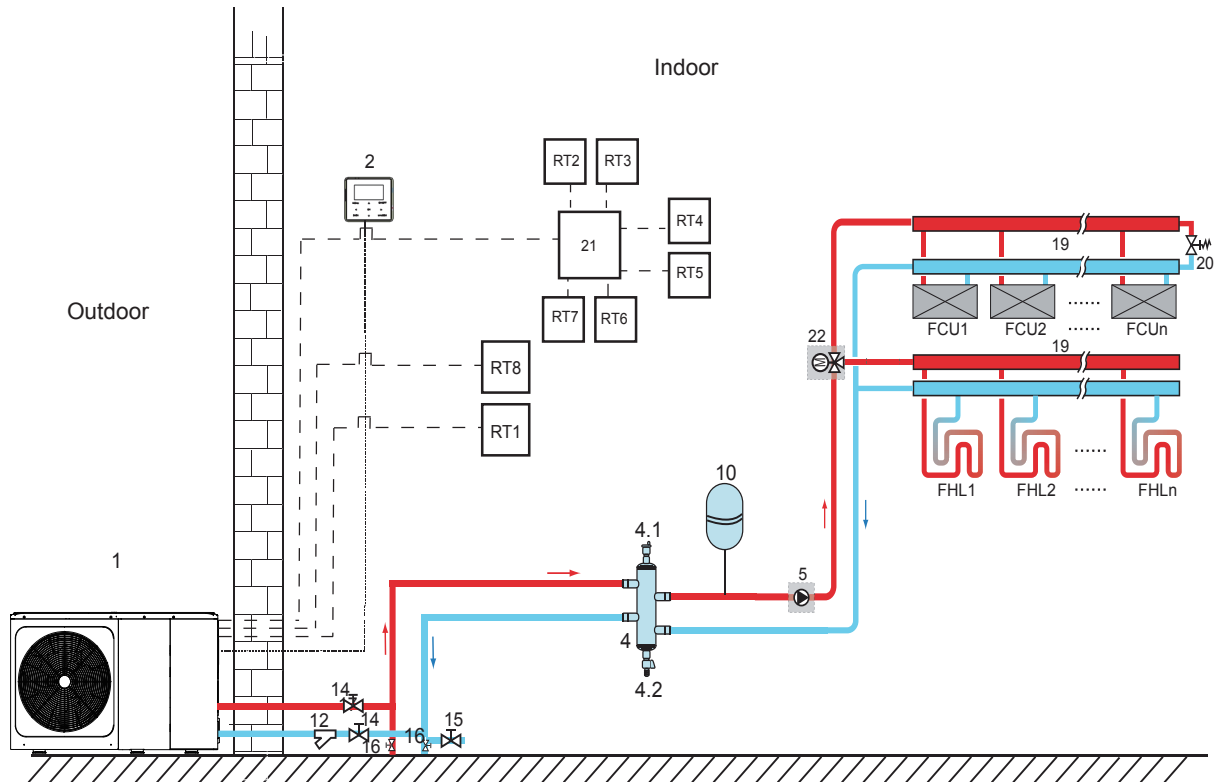 Indoor
2
RT2
RT3
21
RT4
RT5
RT7
RT6
Outdoor
RT8
RT1
19
20
FCU1
FCU2
......
......
FCUn
22
19
......
FHL1
FHL2
......
FHLn
10
4.1
5
1
4
4.2
14
12
14
16
16
15